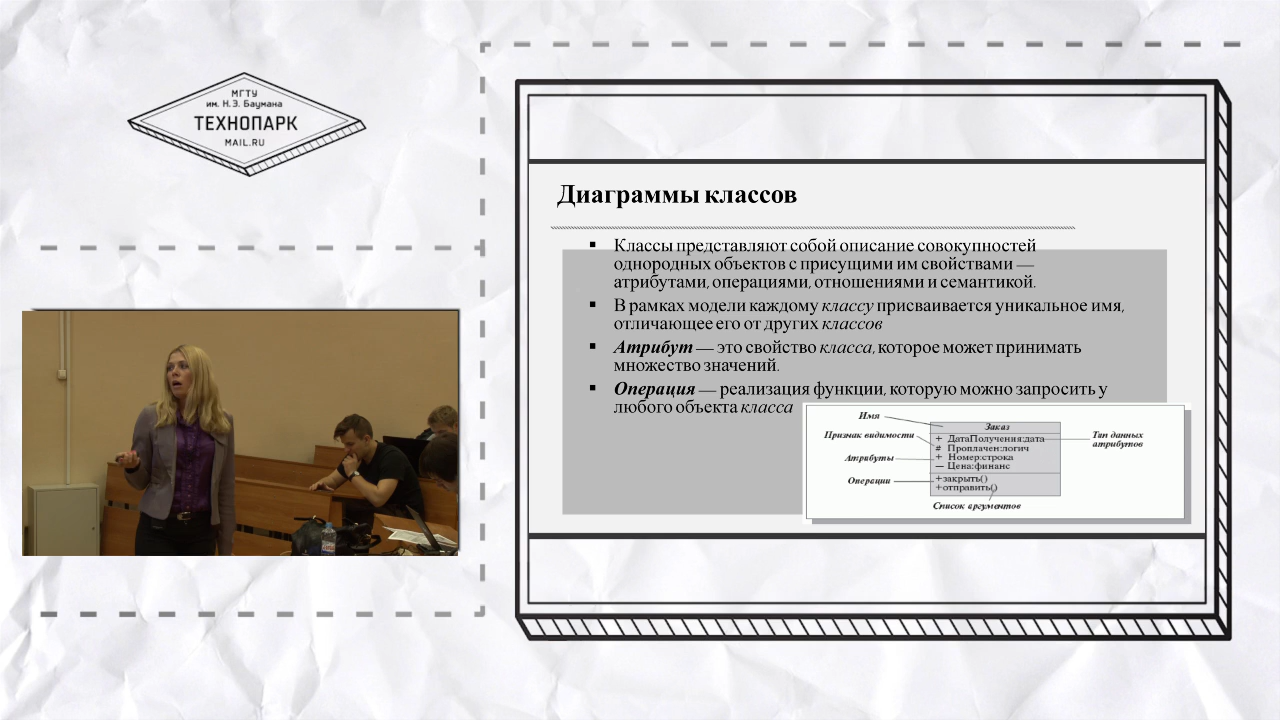 МГТУ
им. Н.Э. Баумана
ТЕХНОПАРК
MAIL.RU
Диаграммы классов
▪ Классы представляют собой описание совокупностей
однородных объектов с присущими им свойствами —
атрибутами, операциями, отношениями и семантикой.
▪ В рамках модели каждому классу присваивается уникальное имя,
отличающее его от других классов
▪ Атрибут — это свойство класса, которое может принимать
множество значений.
▪ Операция — реализация функции, которую можно запросить у
любого объекта класса
Имя
Заказ
Признак видимости
+ ДатаПолучения:дата
Тип данных
атрибутов
# Проплачен:логич
Атрибуты
+ Номер:строка
— Цена:финанс
Операции
+закрыть()
+отправить()
Список аргументов